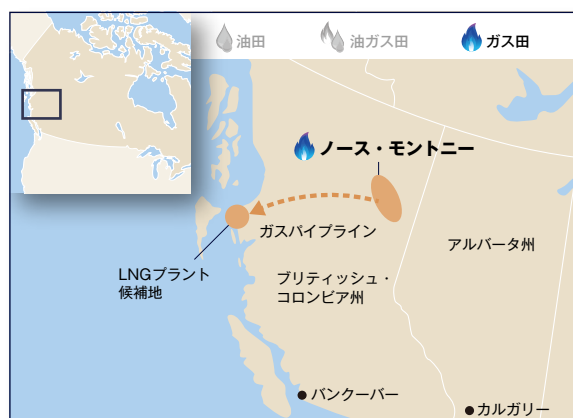 油田
油ガス田
ガス田
ノース・モントニー
ガスパイプライン
アルバータ州
LNGプラント
候補地
ブリティッシュ・
コロンビア州
バンクーバー
カルガリー